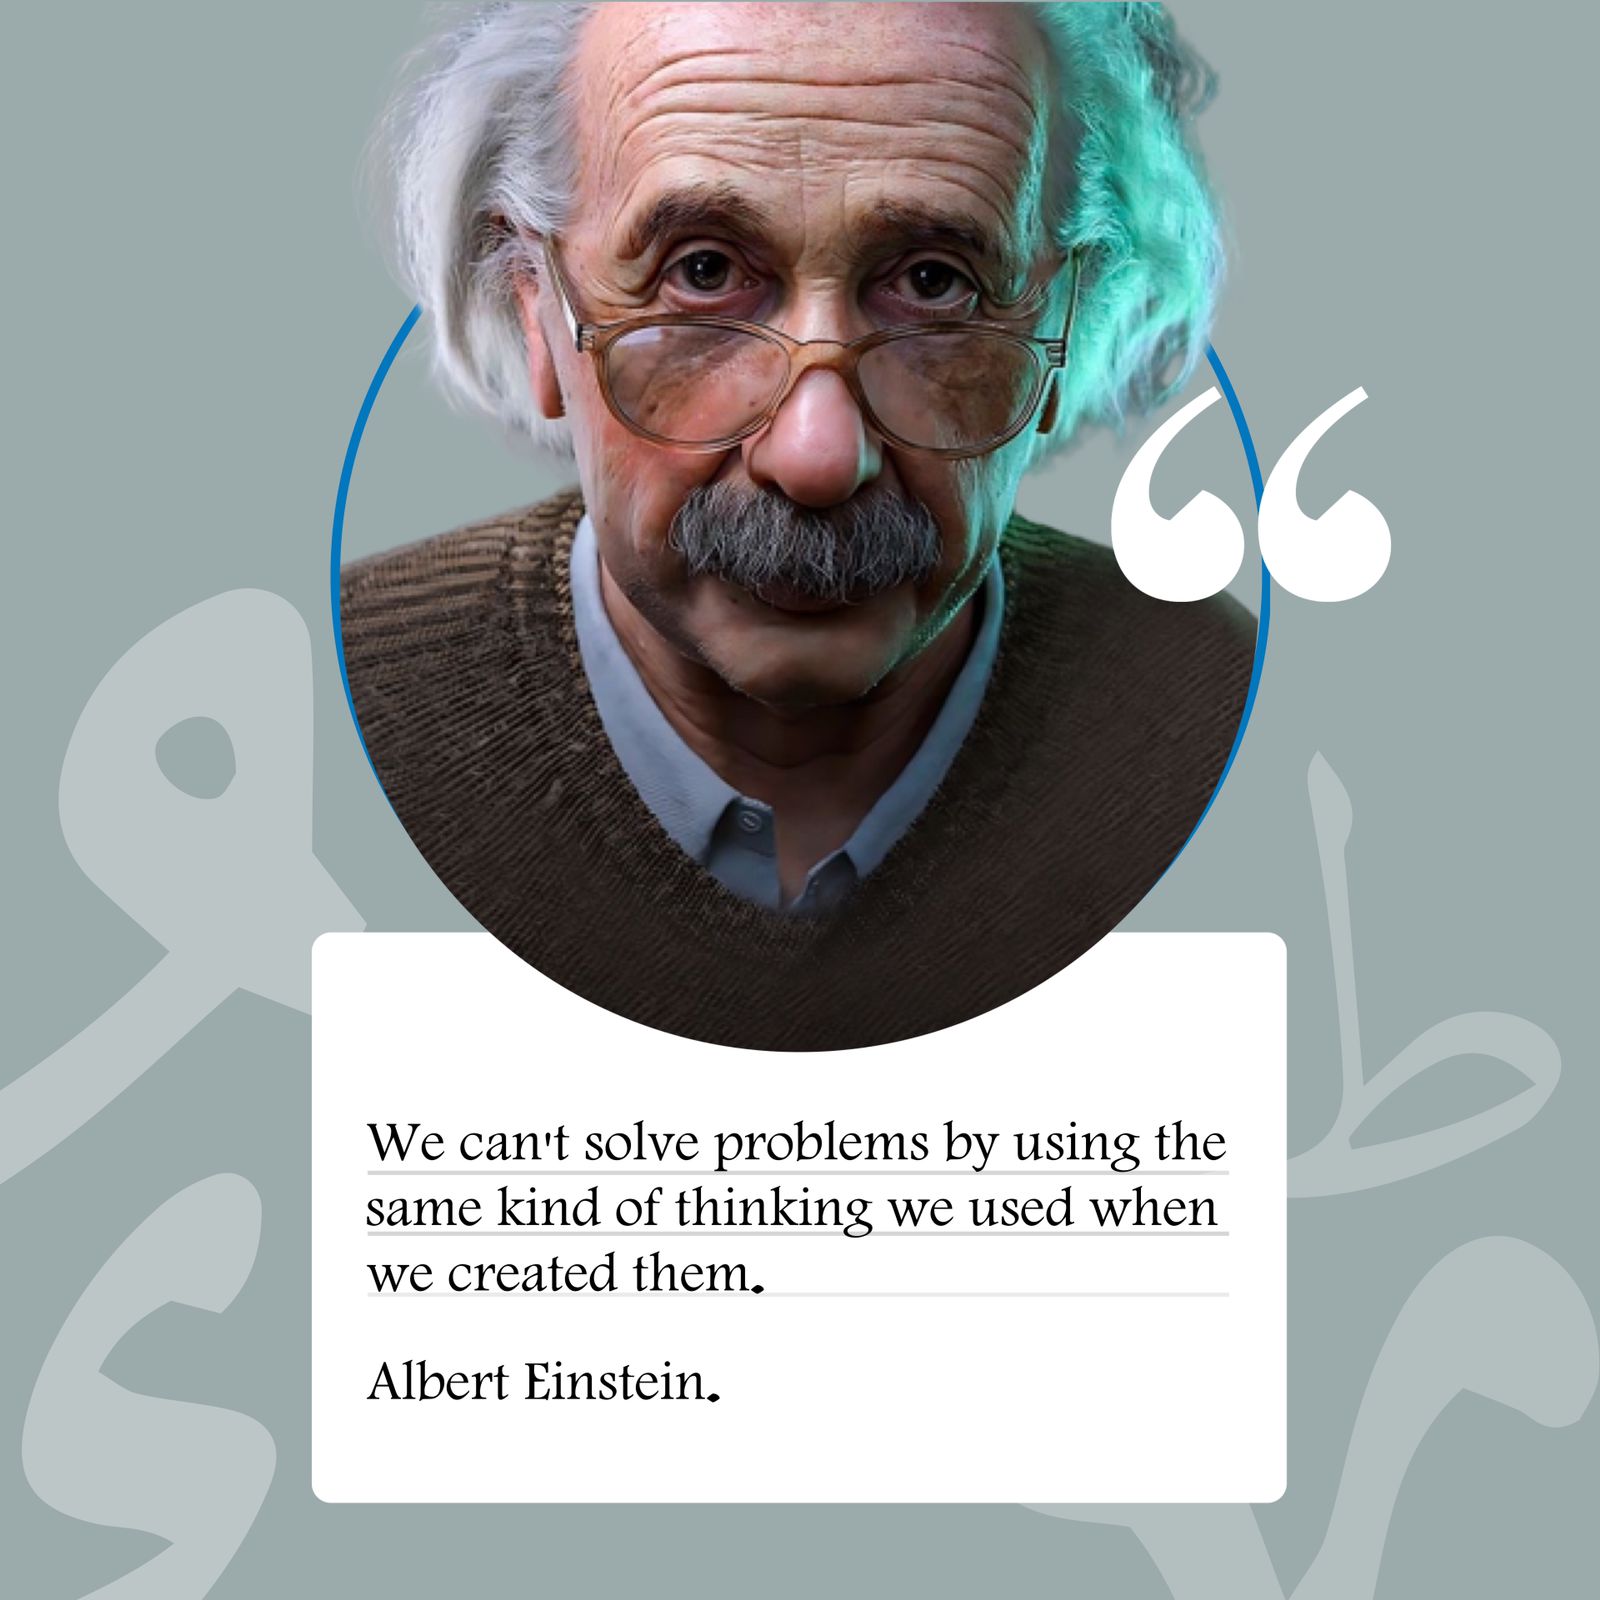 “
We can't solve problems by using the
same kind of thinking we used when
we created them.
Albert Einstein.
و
ط
ی